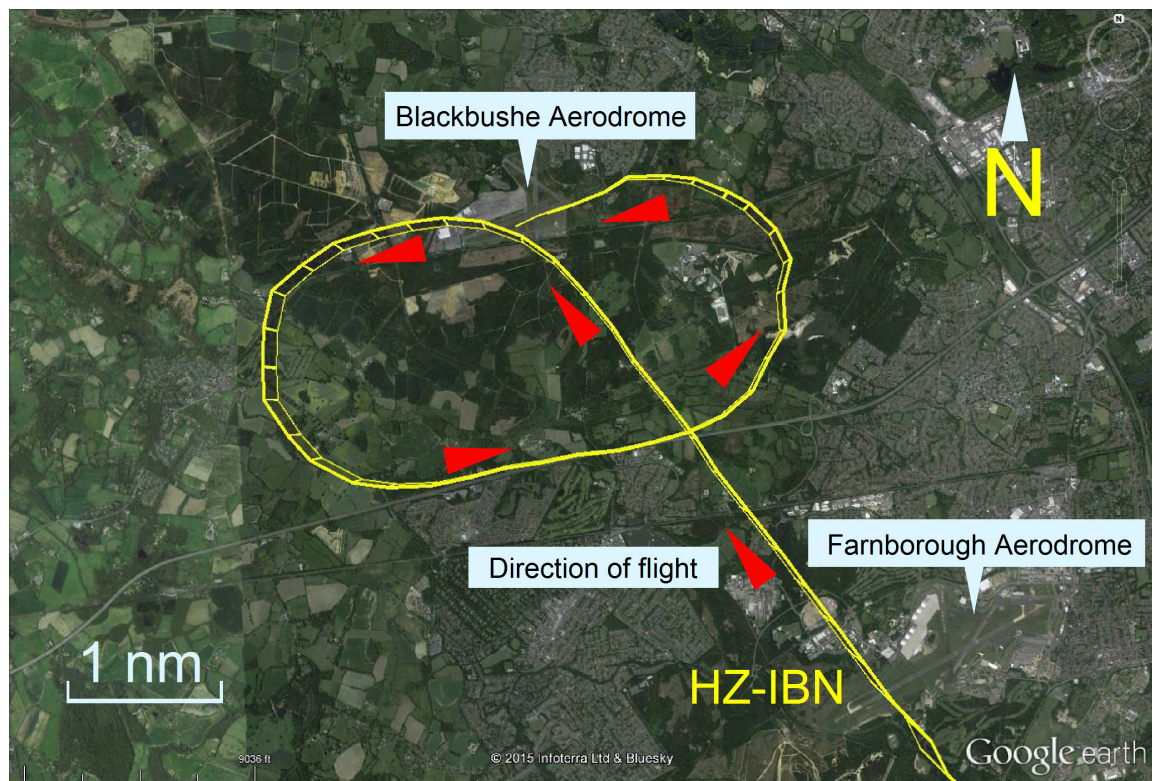 N
Blackbushe Aerodrome
N
Farnborough Aerodrome
Direction of flight
1 nm
HZ-IBN
9036 ft
© 2015 Infoterra Ltd & Bluesky
Google earth